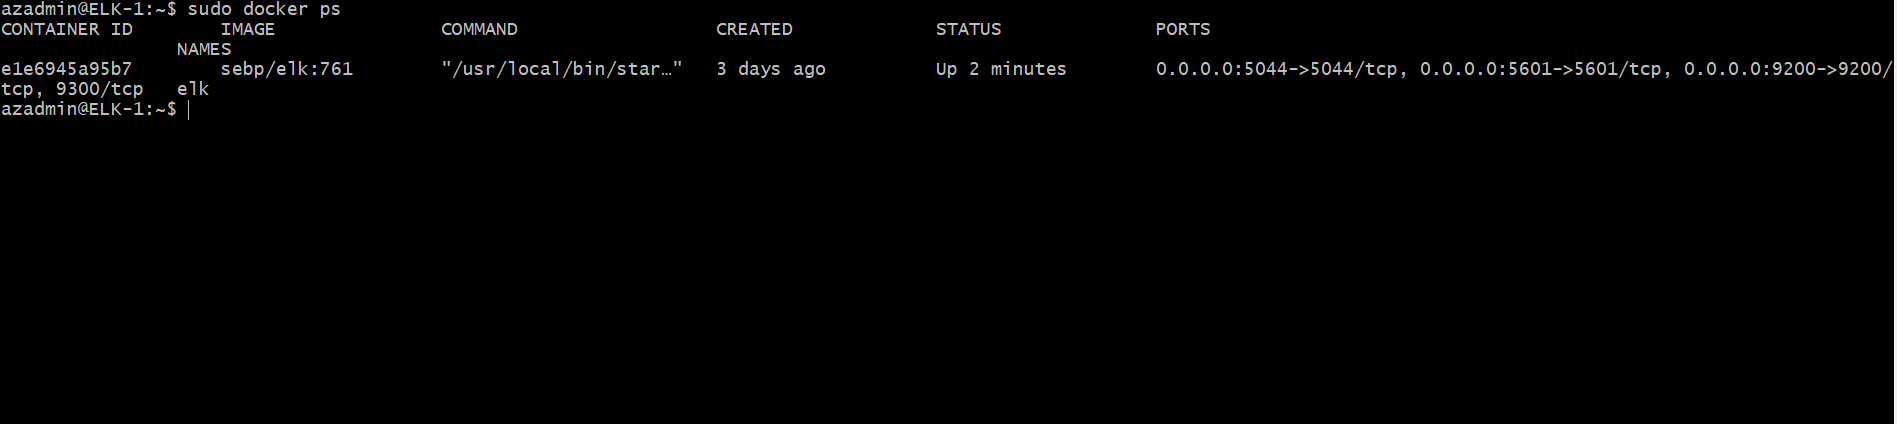 azadmin@ELK-1:~$ sudo docker ps
CONTAINER ID        IMAGE               COMMAND                  CREATED             STATUS              PORTS
                NAMES
e1e6945a95b7        sebp/elk:761        "/usr/local/bin/star…"   3 days ago          Up 2 minutes        0.0.0.0:5044->5044/tcp, 0.0.0.0:5601->5601/tcp, 0.0.0.0:9200->9200/
tcp, 9300/tcp   elk
azadmin@ELK-1:~$